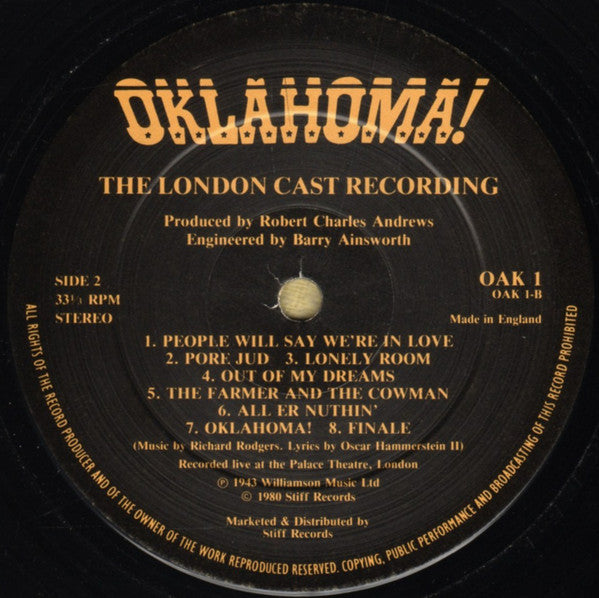 OKLAHOMA!
THE LONDON CAST RECORDING
Produced by Robert Charles Andrews
Engineered by Barry Ainsworth
SIDE 2
33⅓ RPM
STEREO
OAK 1
OAK 1-B
Made in England
1. PEOPLE WILL SAY WE'RE IN LOVE
2. PORE JUD 3. LONELY ROOM
4. OUT OF MY DREAMS
5. THE FARMER AND THE COWMAN
6. ALL ER NUTHIN'
7. OKLAHOMA! 8. FINALE
(Music by Richard Rodgers. Lyrics by Oscar Hammerstein II)
Recorded live at the Palace Theatre, London
Ⓟ 1943 Williamson Music Ltd
© 1980 Stiff Records
Marketed & Distributed by
Stiff Records
ALL RIGHTS OF THE RECORD PRODUCER AND OF THE OWNER OF THE WORK REPRODUCED RESERVED. COPYING, PUBLIC PERFORMANCE AND BROADCASTING OF THIS RECORD PROHIBITED